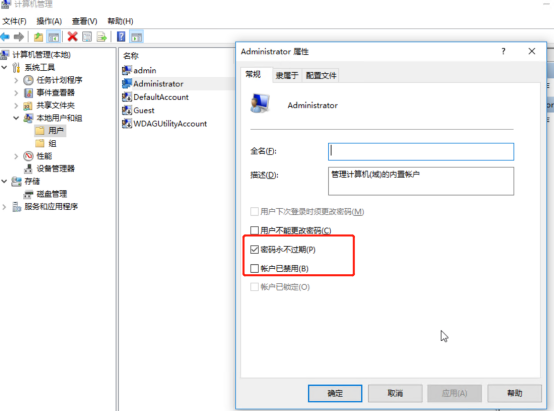 计算机管理
文件(F) 操作(A) 查看(V) 帮助(H)
计算机管理(本地)
系统工具
任务计划程序
事件查看器
共享文件夹
本地用户和组
用户
组
性能
设备管理器
存储
磁盘管理
服务和应用程序
名称
admin
Administrator
DefaultAccount
Guest
WDAGUtilityAccount
Administrator 属性
常规 隶属于 配置文件
Administrator
全名(F):
描述(D): 管理计算机(域)的内置帐户
用户下次登录时须更改密码(M)
用户不能更改密码(C)
密码永不过期(P)
帐户已禁用(B)
帐户已锁定(O)
确定 取消 应用(A) 帮助